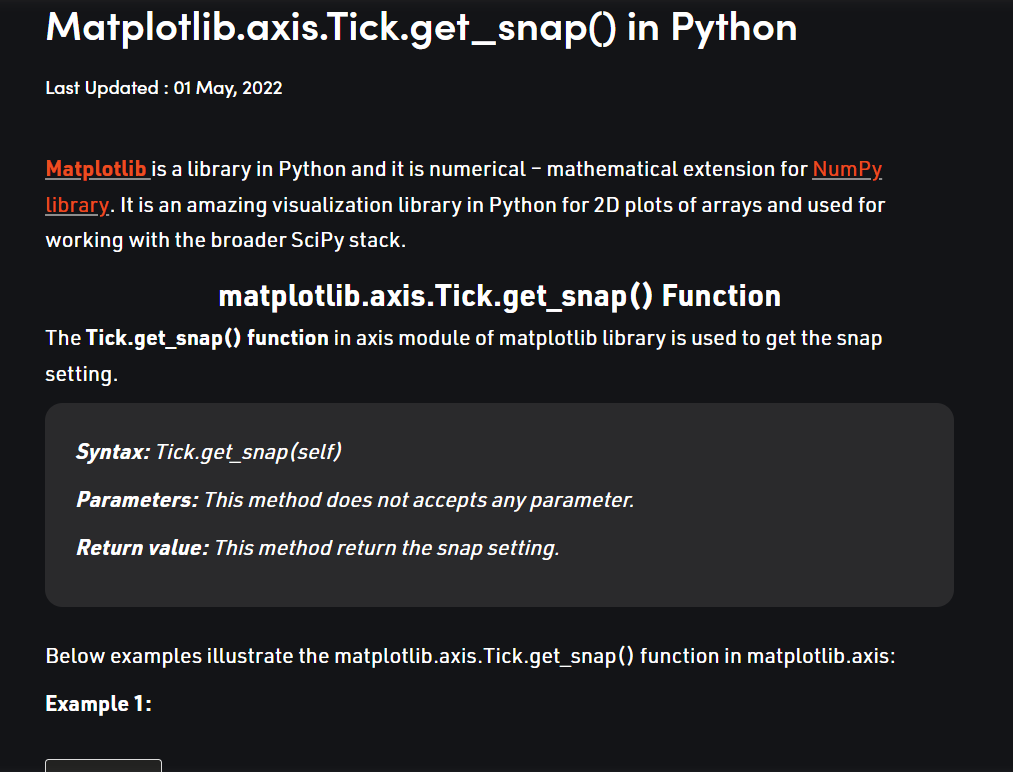 Matplotlib.axis.Tick.get_snap() in Python
Last Updated : 01 May, 2022
Matplotlib is a library in Python and it is numerical – mathematical extension for NumPy
library. It is an amazing visualization library in Python for 2D plots of arrays and used for
working with the broader SciPy stack.
matplotlib.axis.Tick.get_snap() Function
The Tick.get_snap() function in axis module of matplotlib library is used to get the snap
setting.
Syntax: Tick.get_snap(self)
Parameters: This method does not accepts any parameter.
Return value: This method return the snap setting.
Below examples illustrate the matplotlib.axis.Tick.get_snap() function in matplotlib.axis:
Example 1: